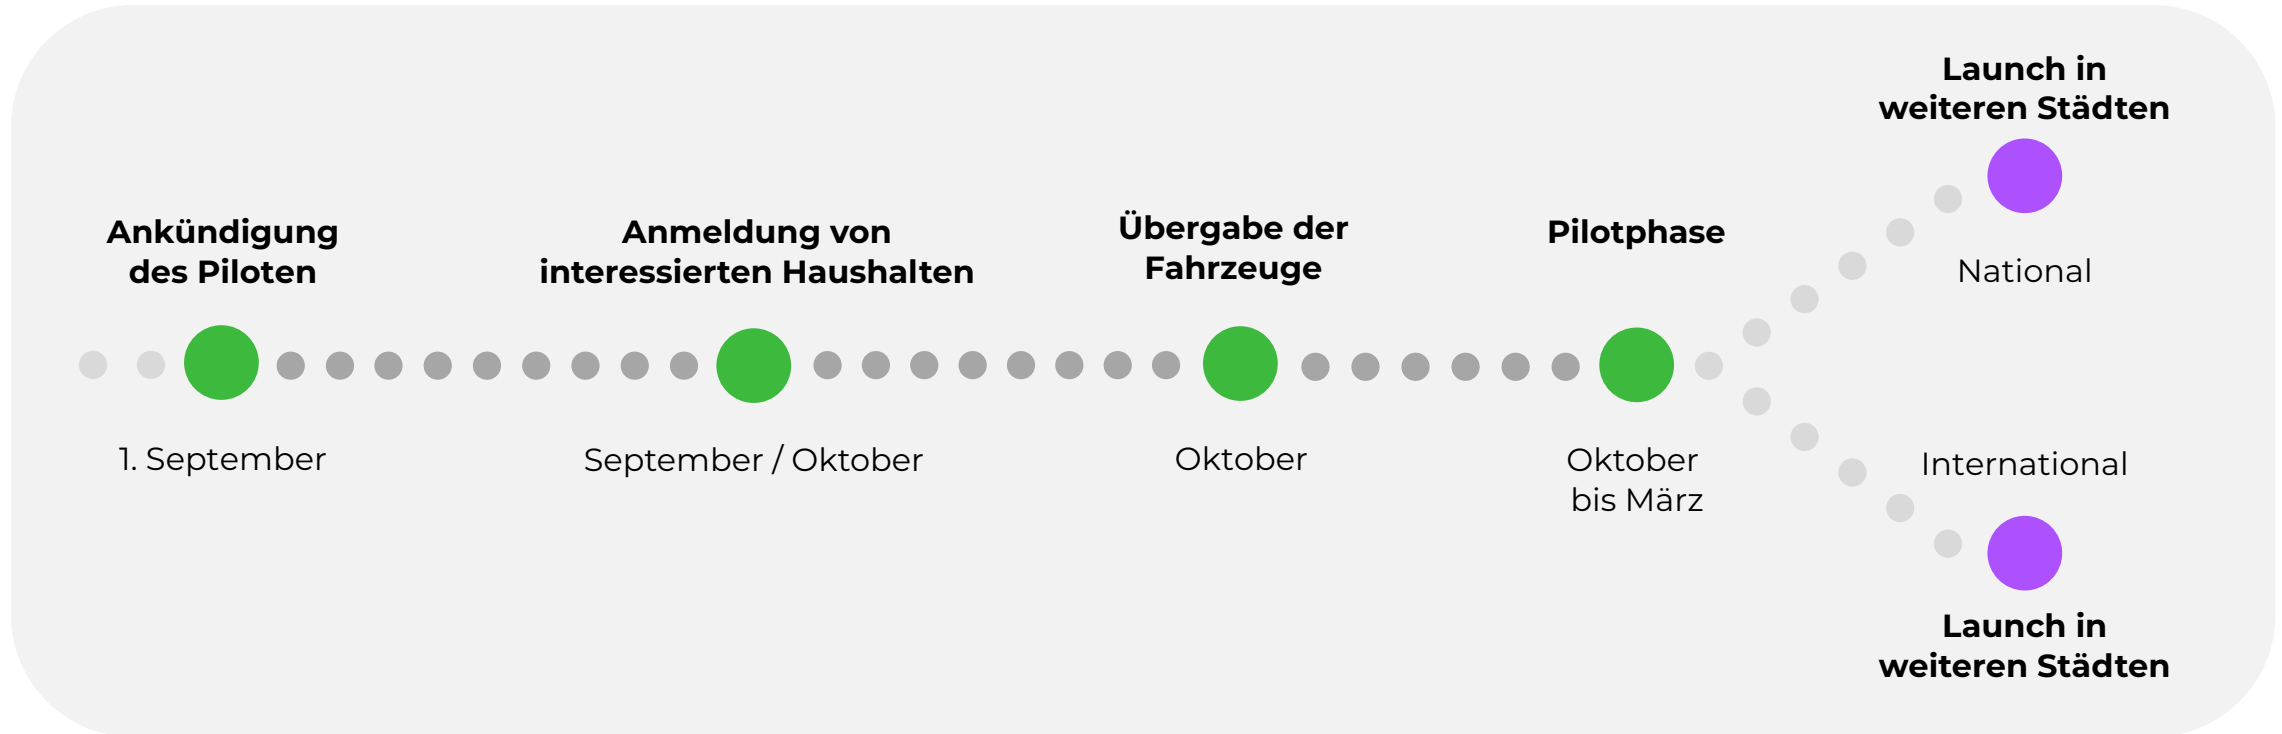 Ankündigung
des Piloten
1. September
Anmeldung von
interessierten Haushalten
September / Oktober
Übergabe der
Fahrzeuge
Oktober
Pilotphase
Oktober
bis März
Launch in
weiteren Städten
National
International
Launch in
weiteren Städten